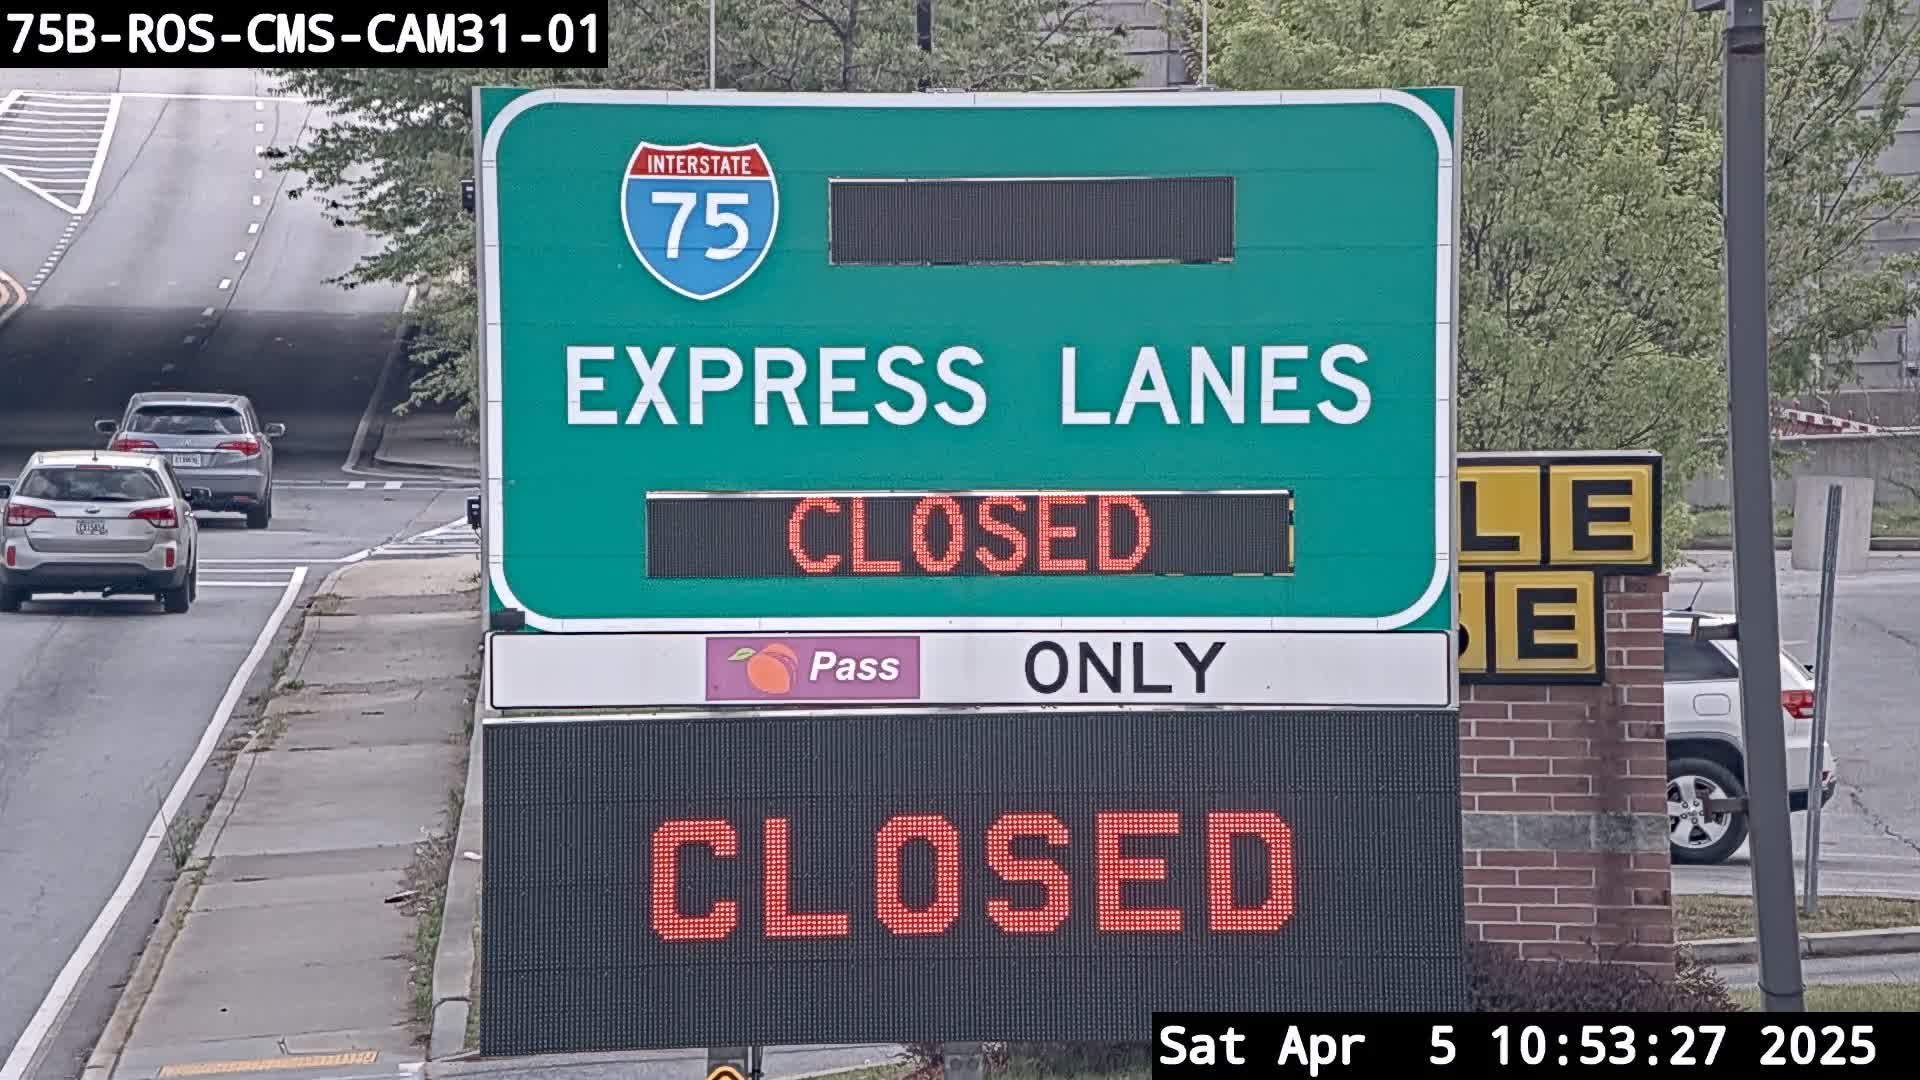 75B-ROS-CMS-CAM31-01
INTERSTATE
75
EXPRESS LANES
CLOSED
Pass ONLY
CLOSED
LE
E
Sat Apr 5 10:53:27 2025